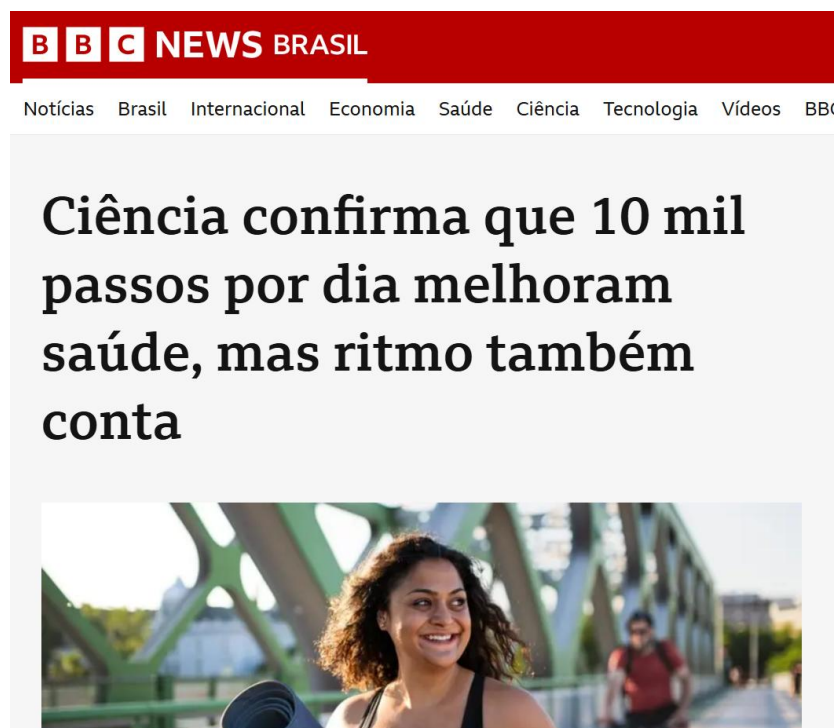 BBC NEWS BRASIL
Notícias Brasil Internacional Economia Saúde Ciência Tecnologia Vídeos
Ciência confirma que 10 mil
passos por dia melhoram
saúde, mas ritmo também
conta